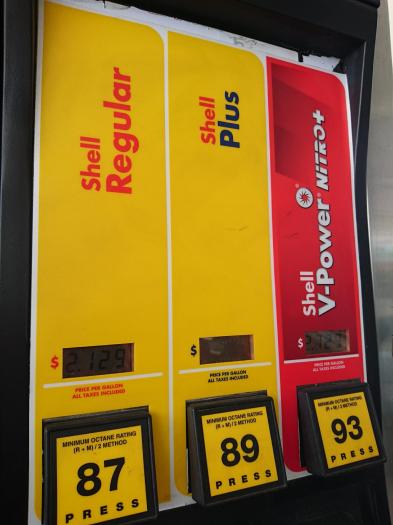 Shell
Regular
$ 2.129
PRICE PER GALLON
ALL TAXES INCLUDED
MINIMUM OCTANE RATING
(R + M) / 2 METHOD
87
PRESS
Shell
Plus
$
PRICE PER GALLON
ALL TAXES INCLUDED
MINIMUM OCTANE RATING
(R + M) / 2 METHOD
89
PRESS
Shell
V-Power NiTRO+
$
PRICE PER GALLON
ALL TAXES INCLUDED
MINIMUM OCTANE RATING
(R + M) / 2 METHOD
93
PRESS